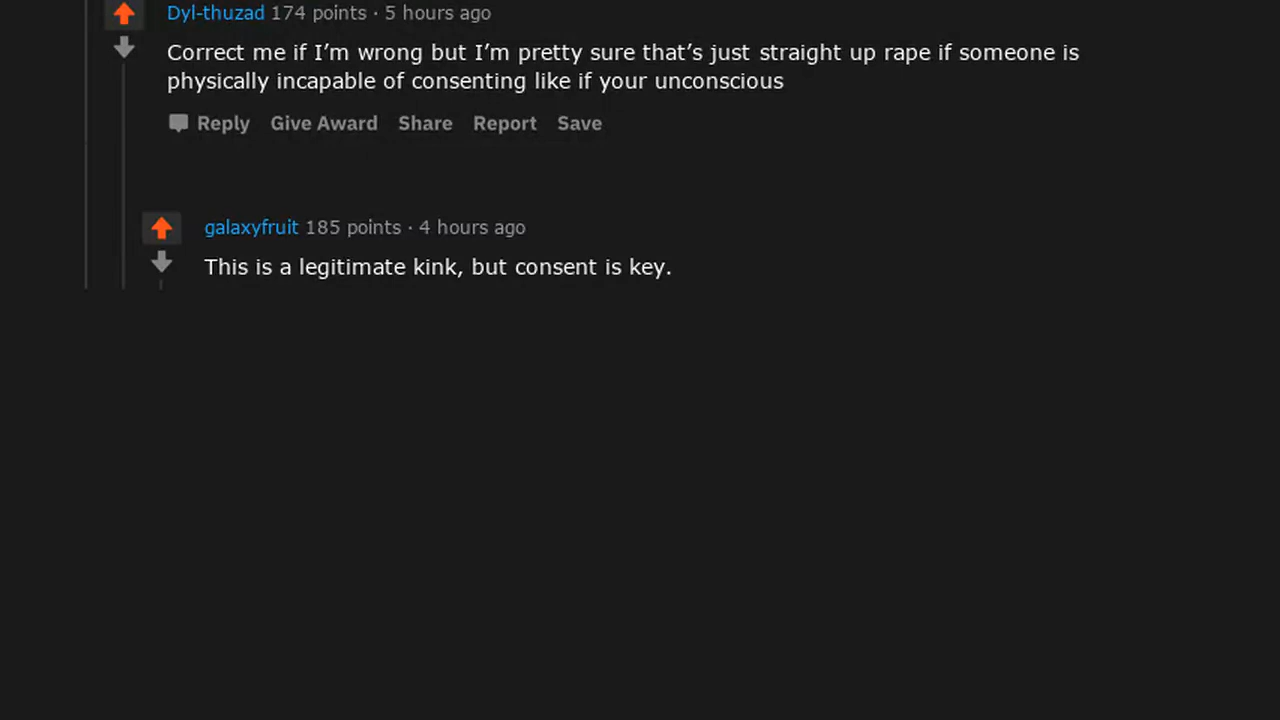 Dyl-thuzad 174 points · 5 hours ago
Correct me if I’m wrong but I’m pretty sure that’s just straight up rape if someone is
physically incapable of consenting like if your unconscious
Reply Give Award Share Report Save
galaxyfruit 185 points · 4 hours ago
This is a legitimate kink, but consent is key.